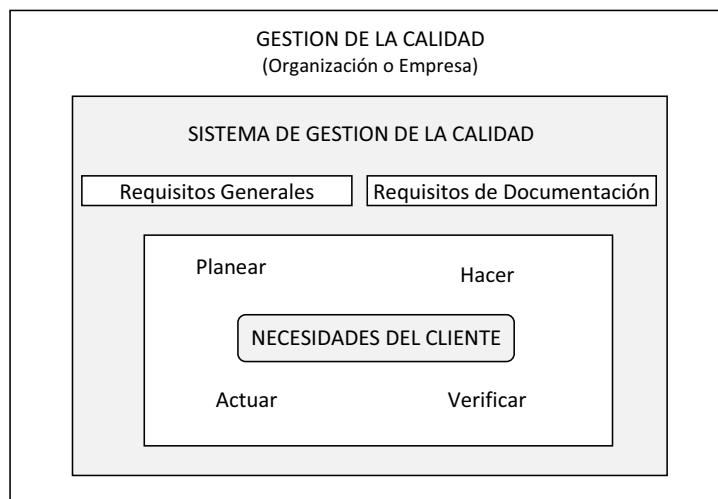 GESTION DE LA CALIDAD
(Organización o Empresa)
SISTEMA DE GESTION DE LA CALIDAD
Requisitos Generales
Requisitos de Documentación
Planear
Hacer
NECESIDADES DEL CLIENTE
Actuar
Verificar